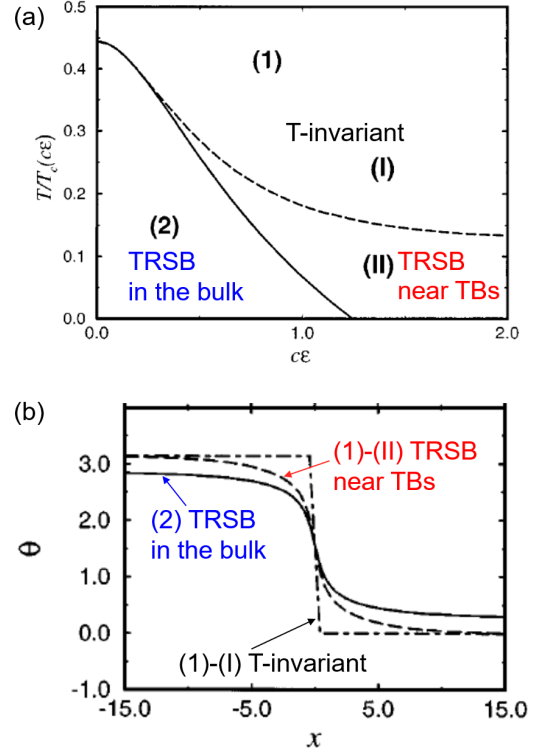 (a)
0.5
0.4
0.3
0.2
0.1
0.0
T/Tc(cε)
(1)
T-invariant
(I)
(2)
TRSB
in the bulk
(II) TRSB
near TBs
0.0 1.0 2.0
cε
(b)
3.0
2.0
1.0
0.0
-1.0
θ
(1)-(II) TRSB
near TBs
(2) TRSB
in the bulk
(1)-(I) T-invariant
-15.0 -5.0 5.0 15.0
x